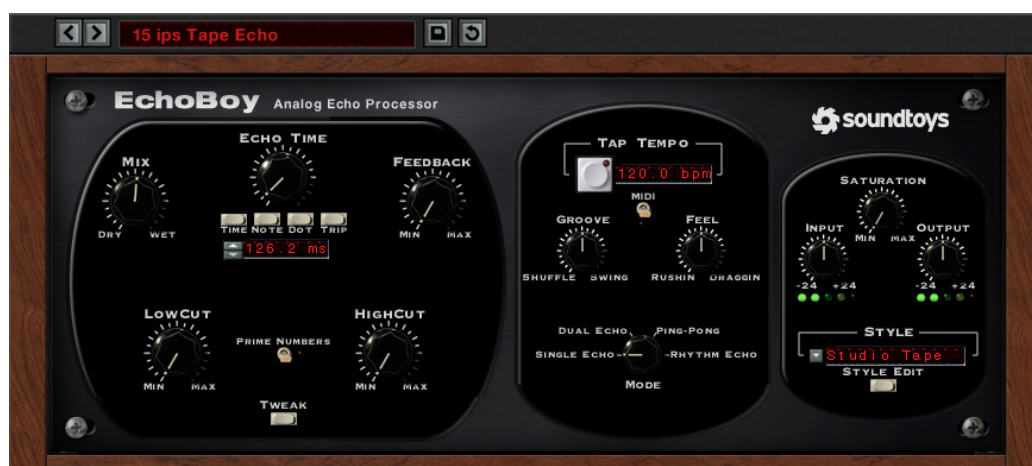 15 ips Tape Echo
EchoBoy Analog Echo Processor
soundtoys
Echo Time
Mix
Feedback
DRY WET
MIN MAX
TIME NOTE DOT TRIP
126.2 ms
LowCut
HighCut
Prime Numbers
MIN MAX
MIN MAX
Tweak
Tap Tempo
120.0 bpm
MIDI
Groove
Feel
Shuffle Swing
Rushin Draggin
Dual Echo
Ping-Pong
Single Echo
Rhythm Echo
Mode
Saturation
Input
MIN MAX
Output
-24 +24
-24 +24
Style
Studio Tape
Style Edit